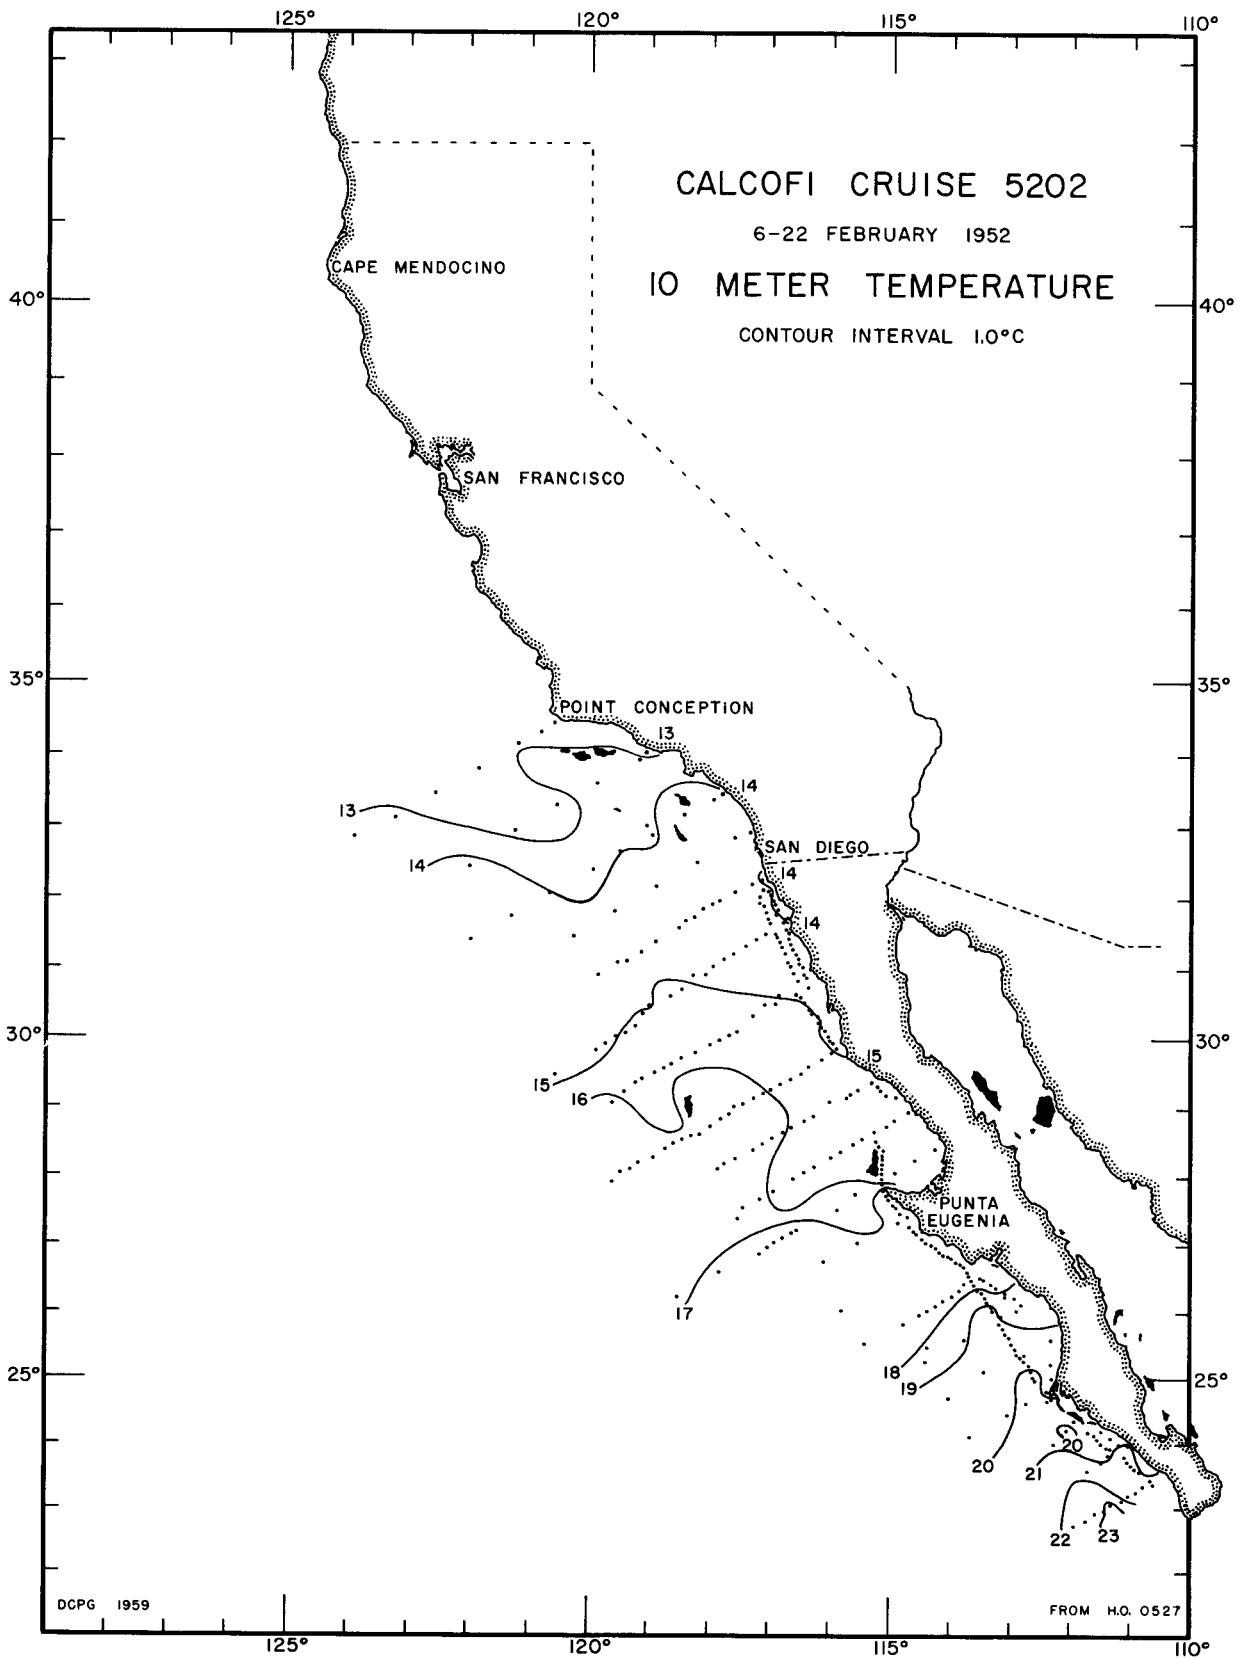 125° 120° 115° 110°
CALCOFI CRUISE 5202
6-22 FEBRUARY 1952
CAPE MENDOCINO
10 METER TEMPERATURE
40° 40°
CONTOUR INTERVAL 1.0°C
SAN FRANCISCO
35° 35°
POINT CONCEPTION
13
14
13
SAN DIEGO
14
14
14
30° 30°
15
15
16
PUNTA
EUGENIA
17
18
25° 25°
19
20
20
21
22
23
DCPG 1959
FROM H.O. 0527
125° 120° 115° 110°